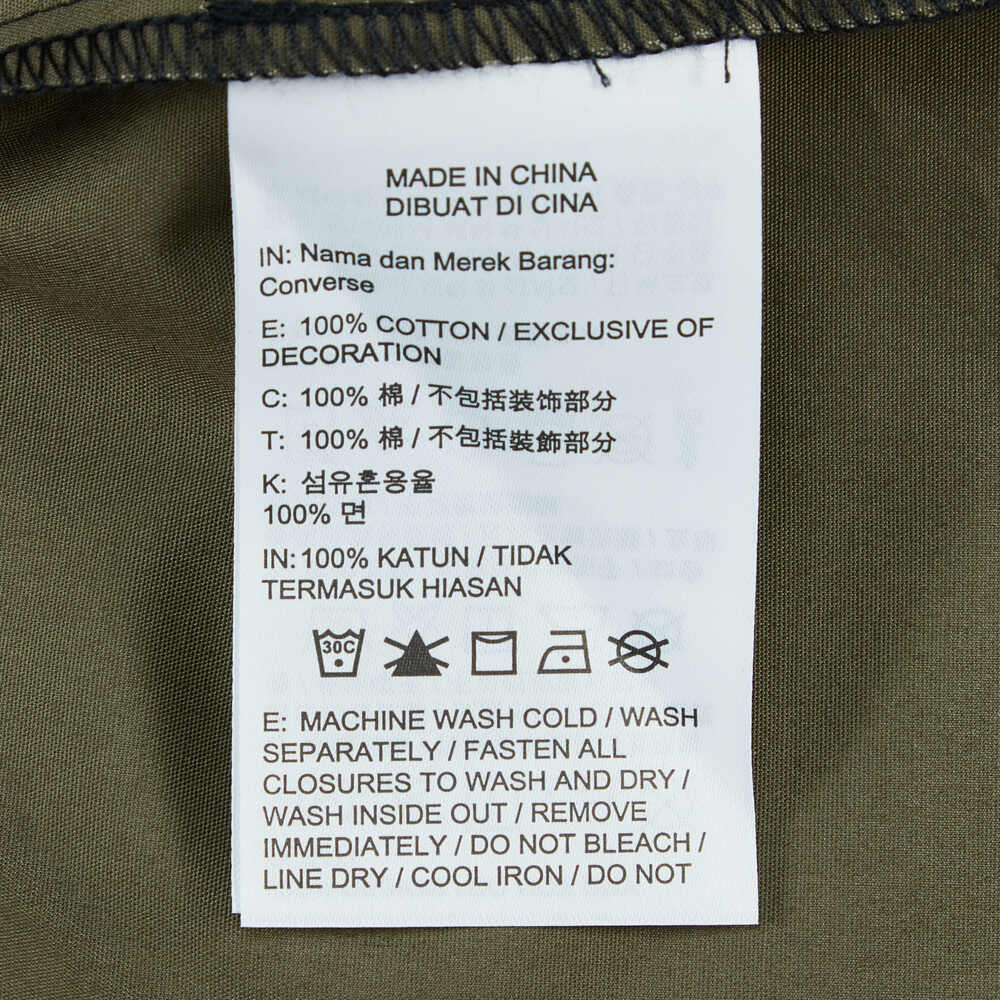 MADE IN CHINA
DIBUAT DI CINA
IN: Nama dan Merek Barang:
Converse
E: 100% COTTON / EXCLUSIVE OF
DECORATION
C: 100% 棉 / 不包括装饰部分
T: 100% 棉 / 不包括裝飾部分
K: 섬유혼용율
100% 면
IN: 100% KATUN / TIDAK
TERMASUK HIASAN
30C
E: MACHINE WASH COLD / WASH
SEPARATELY / FASTEN ALL
CLOSURES TO WASH AND DRY /
WASH INSIDE OUT / REMOVE
IMMEDIATELY / DO NOT BLEACH /
LINE DRY / COOL IRON / DO NOT